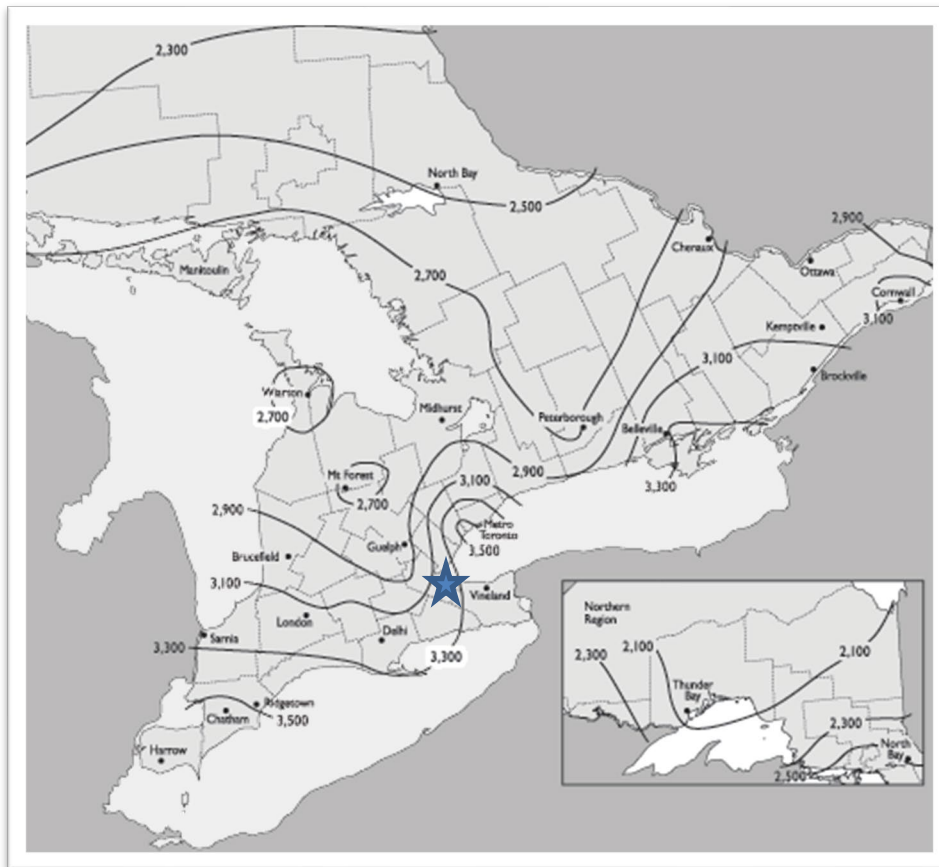 2,300
North Bay
2,500
2,900
Cheneaux
Ottawa
Manitoulin
2,700
Cornwall
3,100
Kemptville
3,100
Brockville
Wiarton
2,700
Midhurst
Peterborough
Belleville
2,900
3,300
Mt Forest
2,700
3,100
2,900
Metro
Toronto
3,500
Guelph
Brucefield
3,100
Vineland
London
Delhi
Sarnia
3,300
3,300
Ridgetown
Chatham
3,500
Harrow
Northern
Region
2,300
2,100
2,100
Thunder
Bay
2,300
North
Bay
2,500